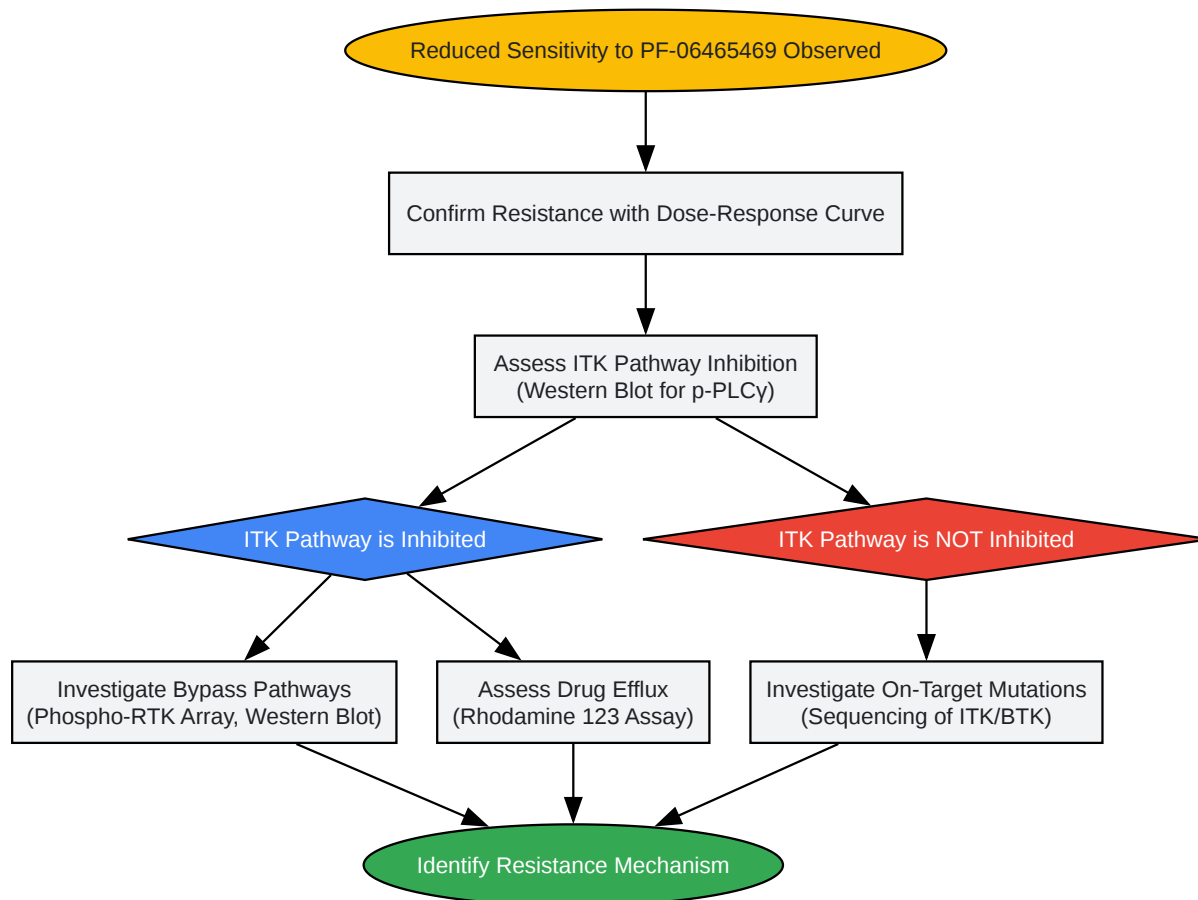 Reduced Sensitivity to PF-06465469 Observed
Confirm Resistance with Dose-Response Curve
Assess ITK Pathway Inhibition
(Western Blot for p-PLCγ)
ITK Pathway is Inhibited
ITK Pathway is NOT Inhibited
Investigate Bypass Pathways
(Phospho-RTK Array, Western Blot)
Assess Drug Efflux
(Rhodamine 123 Assay)
Investigate On-Target Mutations
(Sequencing of ITK/BTK)
Identify Resistance Mechanism